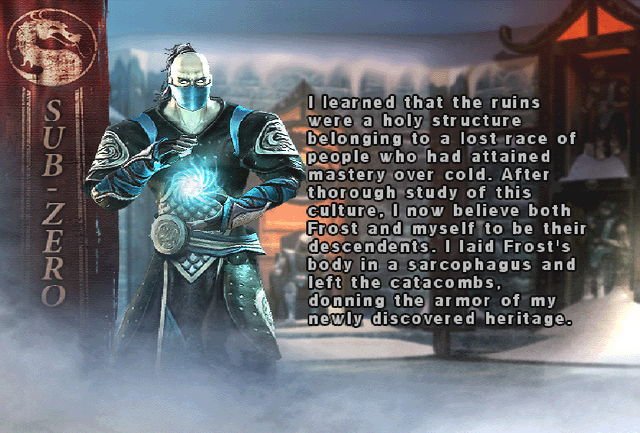 SUB-ZERO
I learned that the ruins
were a holy structure
belonging to a lost race of
people who had attained
mastery over cold. After
thorough study of this
culture, I now believe both
Frost and myself to be their
descendents. I laid Frost's
body in a sarcophagus and
left the catacombs,
donning the armor of my
newly discovered heritage.